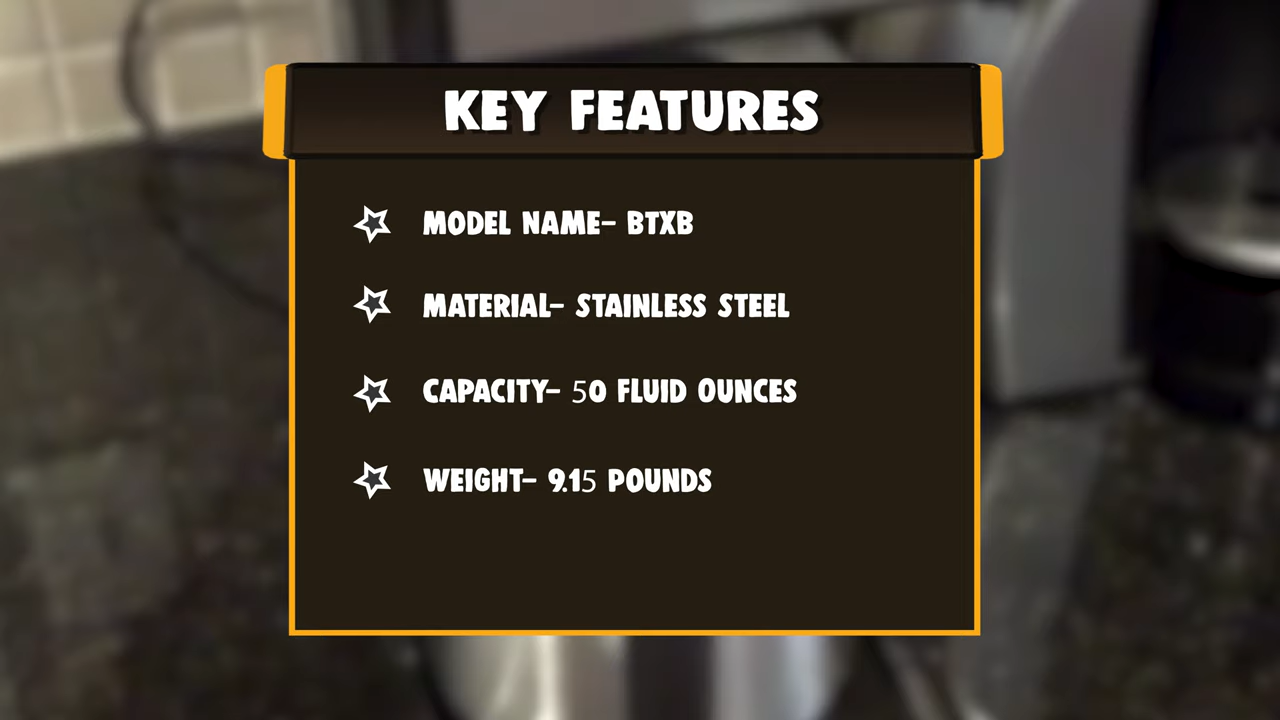 KEY FEATURES
MODEL NAME- BTXB
MATERIAL- STAINLESS STEEL
CAPACITY- 50 FLUID OUNCES
WEIGHT- 9.15 POUNDS